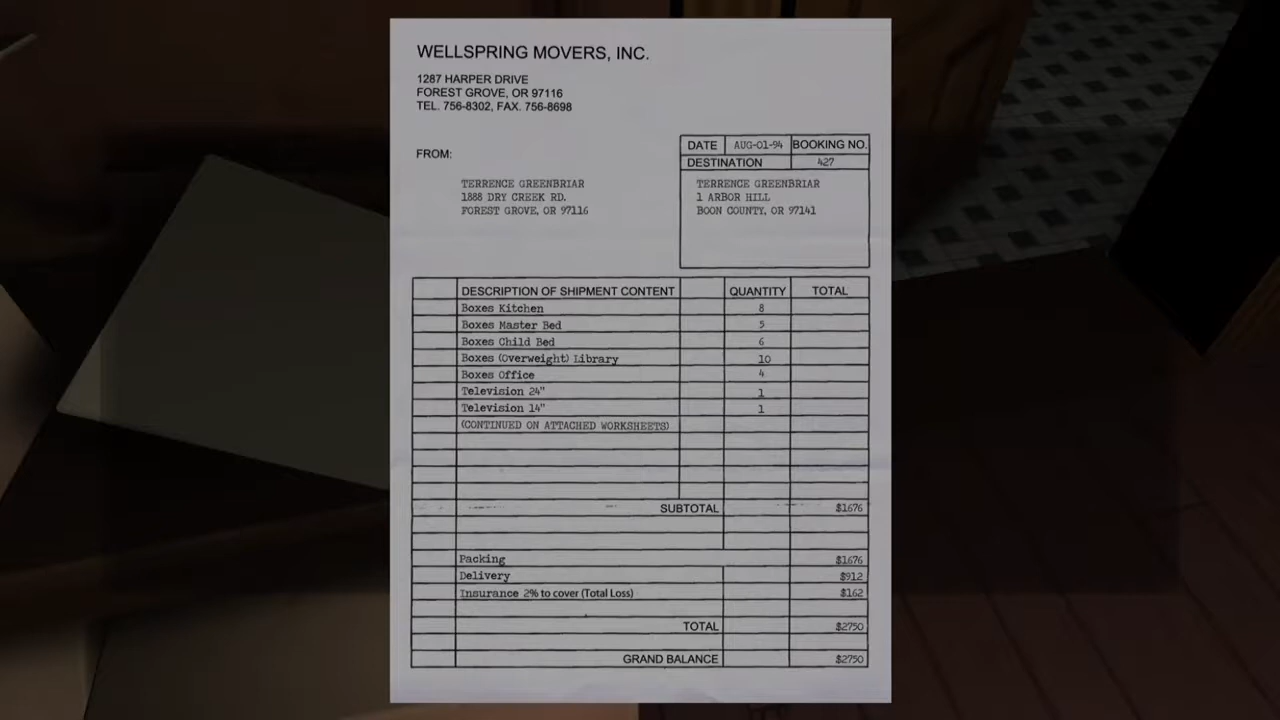 WELLSPRING MOVERS, INC.
1287 HARPER DRIVE
FOREST GROVE, OR 97116
TEL. 756-8302, FAX. 756-8698
DATE AUG-01-94 BOOKING NO.
DESTINATION 427
FROM:
TERRENCE GREENBRIAR
1888 DRY CREEK RD.
FOREST GROVE, OR 97116
TERRENCE GREENBRIAR
1 ARBOR HILL
BOON COUNTY, OR 97141
DESCRIPTION OF SHIPMENT CONTENT QUANTITY TOTAL
Boxes Kitchen 8
Boxes Master Bed 5
Boxes Child Bed 6
Boxes (Overweight) Library 10
Boxes Office 4
Television 24" 1
Television 14" 1
(CONTINUED ON ATTACHED WORKSHEETS)
SUBTOTAL $1676
Packing $1676
Delivery $912
Insurance 2% to cover (Total Loss) $162
TOTAL $2750
GRAND BALANCE $2750